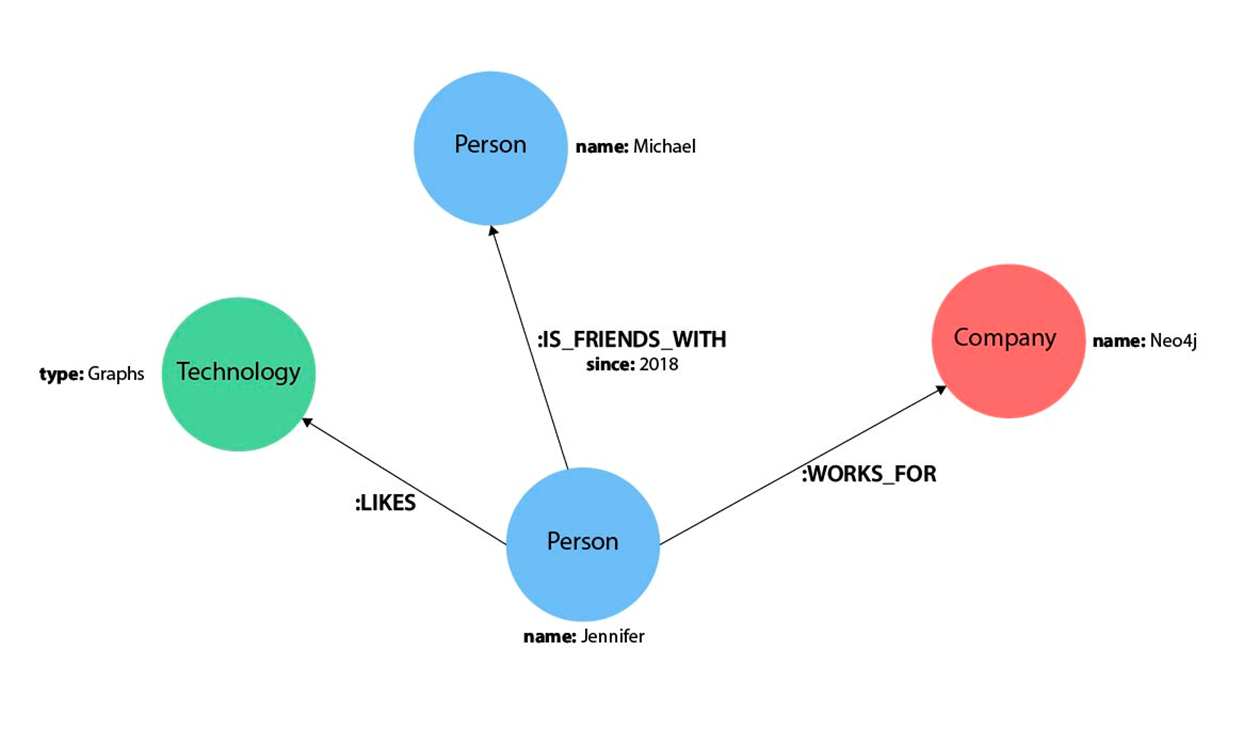 Person
name: Michael
:IS_FRIENDS_WITH
since: 2018
Company
name: Neo4j
type: Graphs
Technology
:WORKS_FOR
:LIKES
Person
name: Jennifer